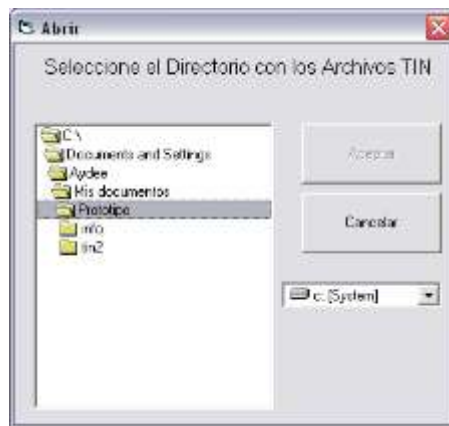 Abrir
Seleccione el Directorio con los Archivos TIN
C:\
Documents and Settings
Aydee
Mis documentos
Prototipo
info
tin2
Aceptar
Cancelar
c: [System]